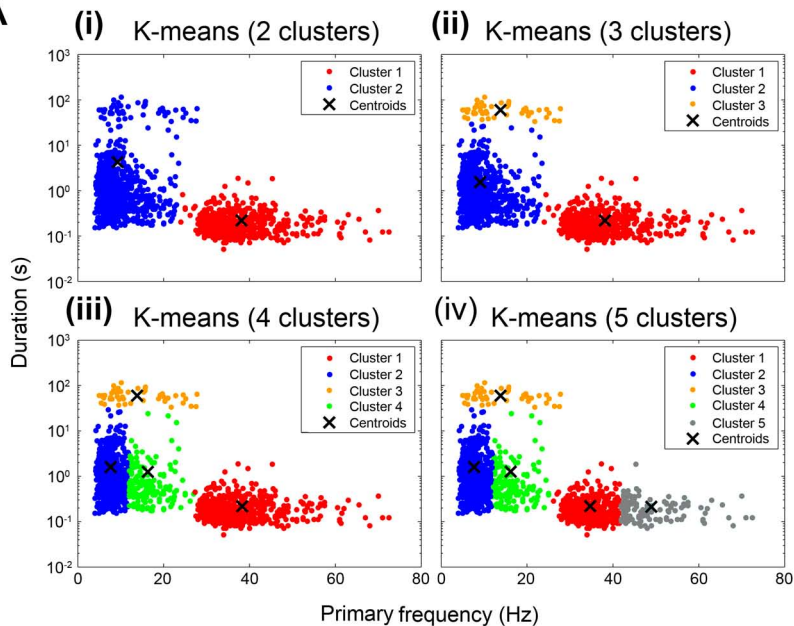 A
(i)
K-means (2 clusters)
10³
10²
10¹
10⁰
10⁻¹
10⁻²
Cluster 1
Cluster 2
Centroids
(ii)
K-means (3 clusters)
Cluster 1
Cluster 2
Cluster 3
Centroids
Duration (s)
(iii)
K-means (4 clusters)
10³
10²
10¹
10⁰
10⁻¹
10⁻²
0 20 40 60 80
Cluster 1
Cluster 2
Cluster 3
Cluster 4
Centroids
(iv)
K-means (5 clusters)
Cluster 1
Cluster 2
Cluster 3
Cluster 4
Cluster 5
Centroids
0 20 40 60 80
Primary frequency (Hz)